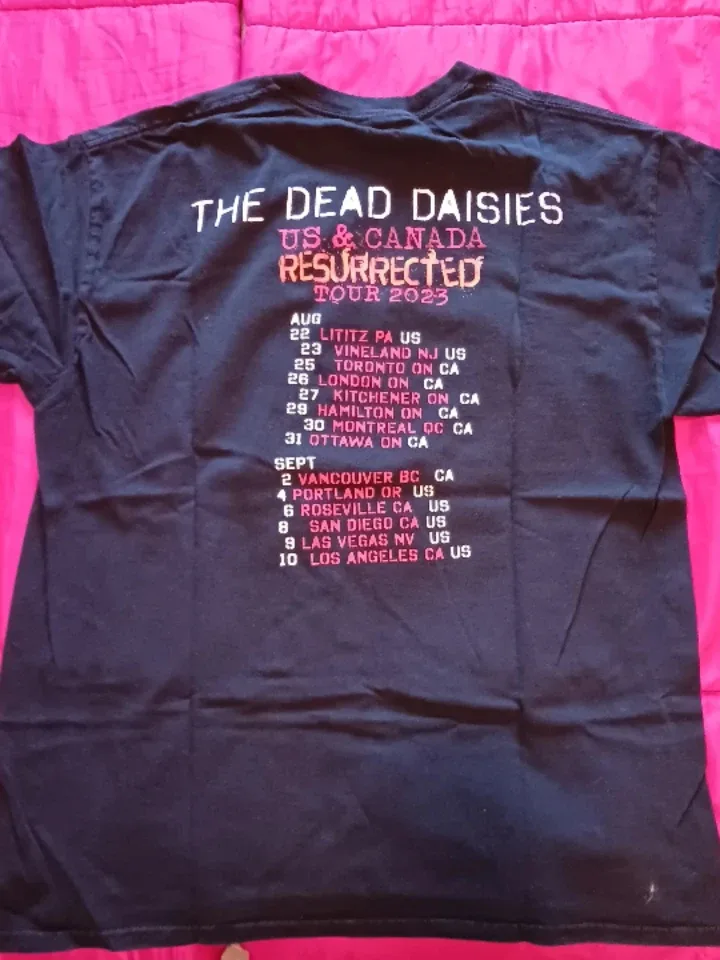 THE DEAD DAISIES
US & CANADA
RESURRECTED
TOUR 2023
AUG
22 LITITZ PA US
23 VINELAND NJ US
25 TORONTO ON CA
26 LONDON ON CA
27 KITCHENER ON CA
29 HAMILTON ON CA
30 MONTREAL QC CA
31 OTTAWA ON CA
SEPT
2 VANCOUVER BC CA
4 PORTLAND OR US
6 ROSEVILLE CA US
8 SAN DIEGO CA US
9 LAS VEGAS NV US
10 LOS ANGELES CA US